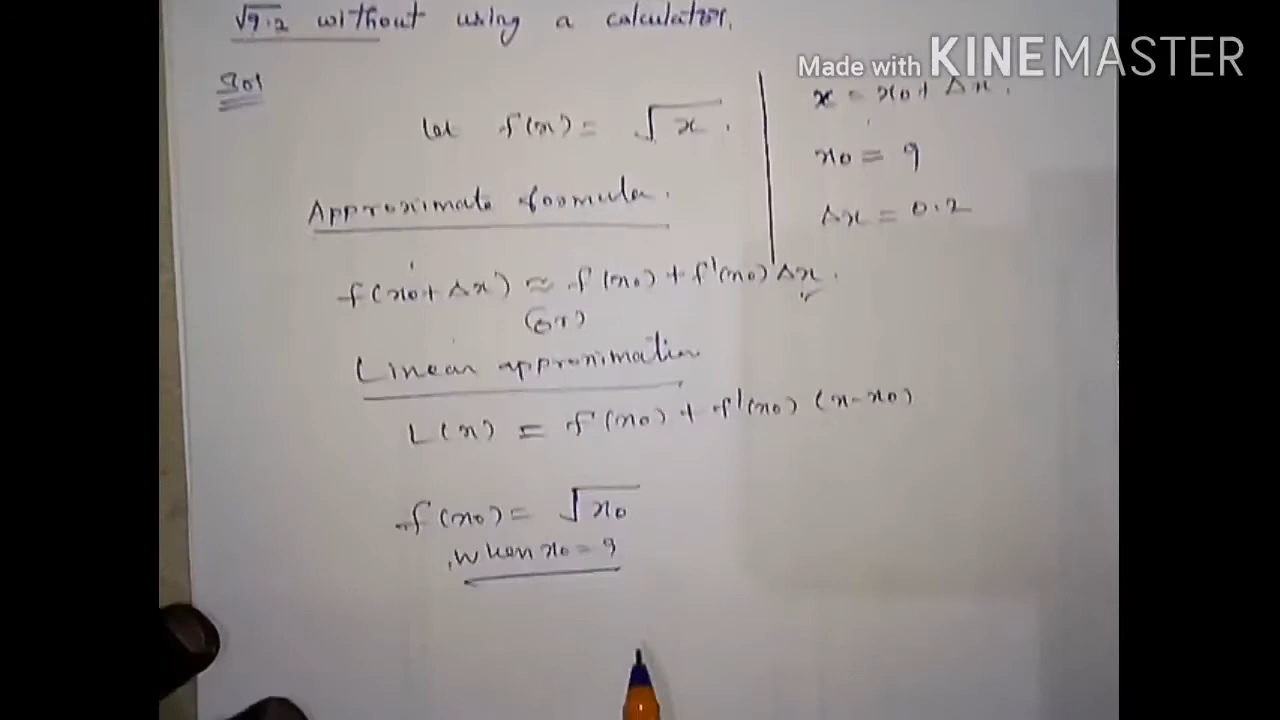 √9.2 without using a calculator.
Made with KINEMASTER
Sol
x = x0 + Δx.
Let f(x) = √x.
x0 = 9
Approximate formula.
Δx = 0.2
f(x0 + Δx) ≈ f(x0) + f'(x0) Δx.
(or)
Linear approximation
L(x) = f(x0) + f'(x0) (x-x0)
f(x0) = √x0
when x0 = 9